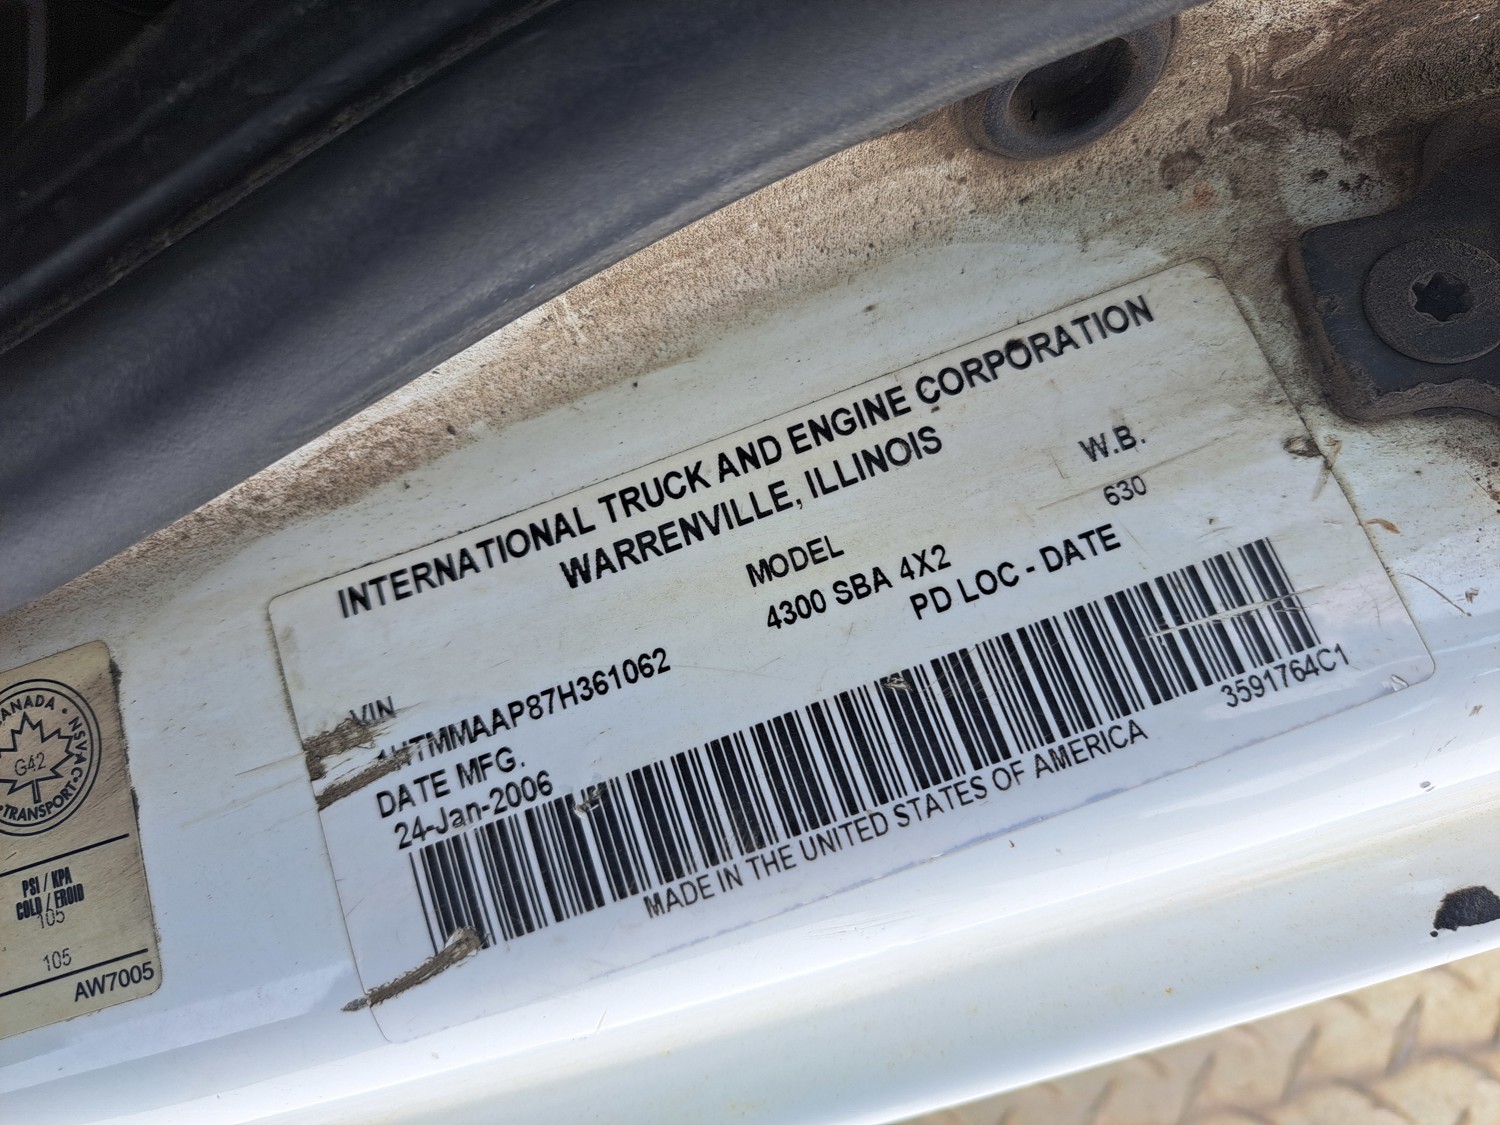 INTERNATIONAL TRUCK AND ENGINE CORPORATION
WARRENVILLE, ILLINOIS
MODEL
W.B.
4300 SBA 4X2
630
PD LOC - DATE
VIN
1HTMMAAP87H361062
DATE MFG.
24-Jan-2006
3591764C1
MADE IN THE UNITED STATES OF AMERICA
CANADA • NSVAC •
G42
• TRANSPORT •
PSI / KPA
COLD / FROID
105
105
AW7005